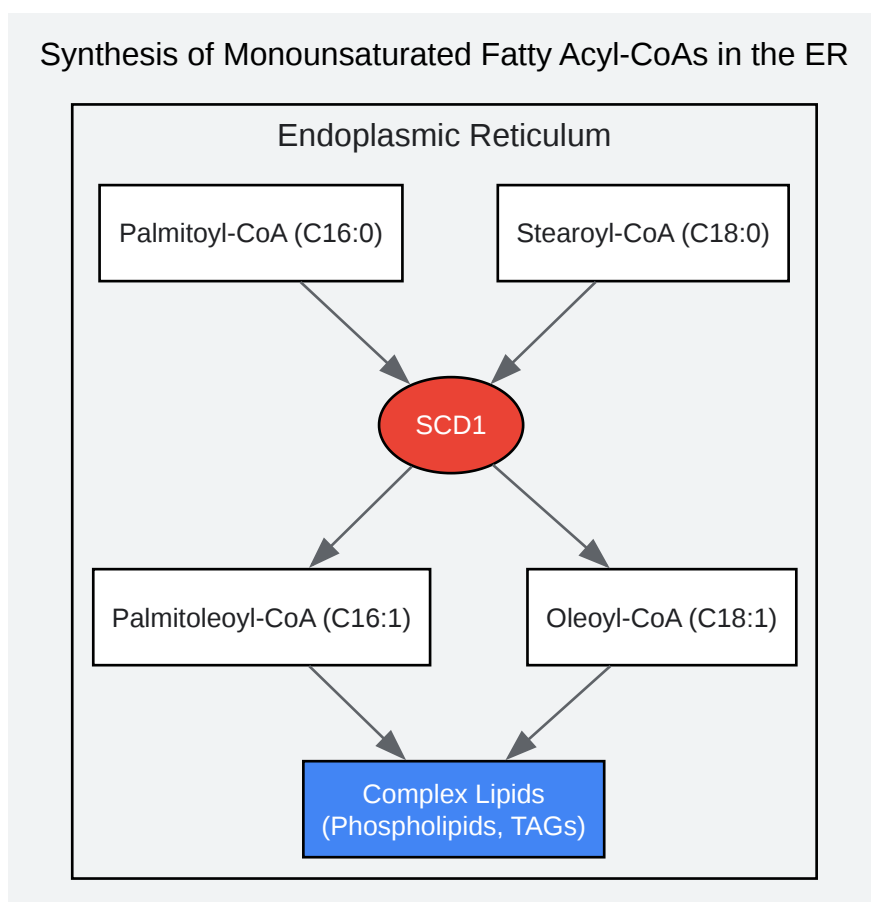 Synthesis of Monounsaturated Fatty Acyl-CoAs in the ER
Endoplasmic Reticulum
Palmitoyl-CoA (C16:0)
Stearoyl-CoA (C18:0)
SCD1
Palmitoleoyl-CoA (C16:1)
Oleoyl-CoA (C18:1)
Complex Lipids
(Phospholipids, TAGs)